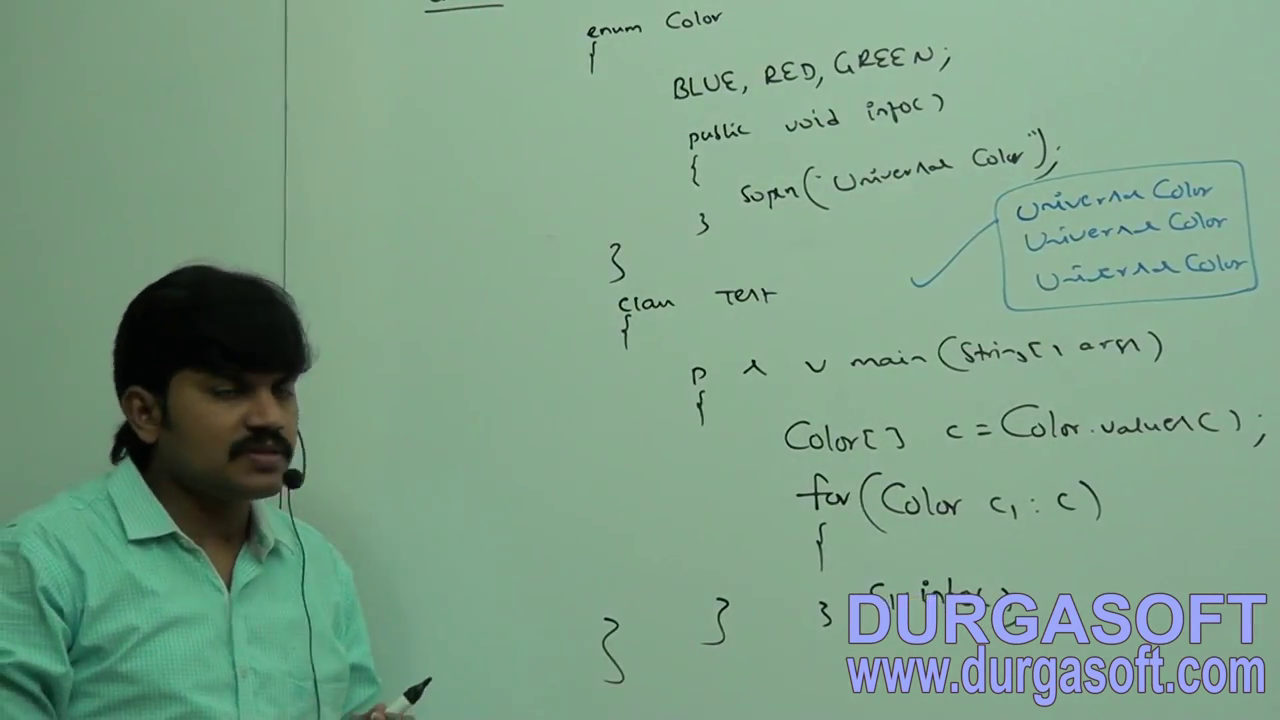 enum Color
{
BLUE, RED, GREEN;
public void info()
{
Sopln("Universal Color");
}
}
Universal Color
Universal Color
Universal Color
class Test
{
p s v main(String[] args)
{
Color[] c = Color.values();
for(Color c1 : c)
{
c1.info()
}
}
}
DURGASOFT
www.durgasoft.com